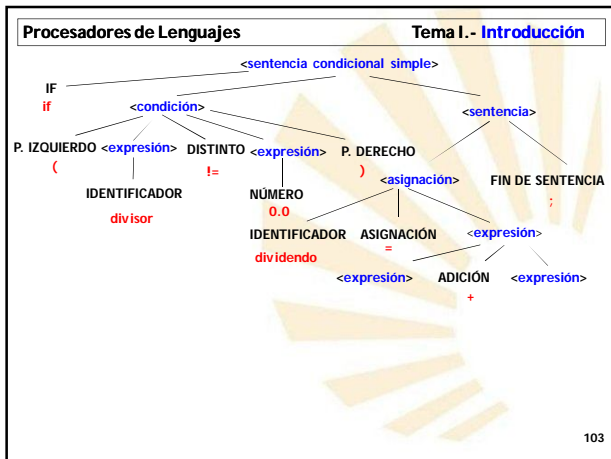 Procesadores de Lenguajes Tema I.- Introducción
<sentencia condicional simple>
IF
if
<condición> <sentencia>
P. IZQUIERDO <expresión> DISTINTO <expresión> P. DERECHO
( != )
<asignación> FIN DE SENTENCIA
;
IDENTIFICADOR NÚMERO
divisor 0.0
IDENTIFICADOR ASIGNACIÓN <expresión>
dividendo =
<expresión> ADICIÓN <expresión>
+
103